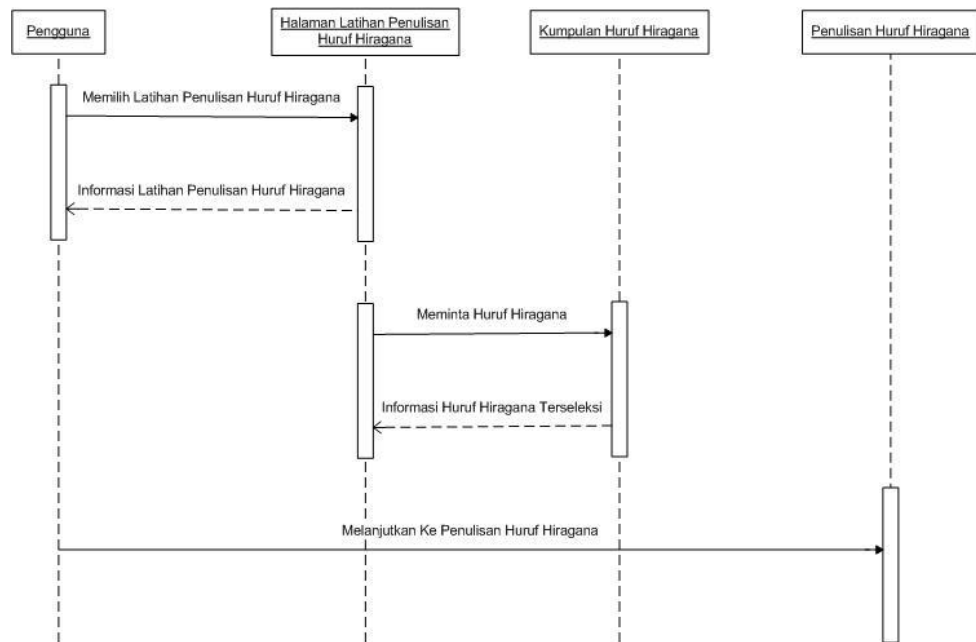 Pengguna
Halaman Latihan Penulisan
Huruf Hiragana
Kumpulan Huruf Hiragana
Penulisan Huruf Hiragana
Memilih Latihan Penulisan Huruf Hiragana
Informasi Latihan Penulisan Huruf Hiragana
Meminta Huruf Hiragana
Informasi Huruf Hiragana Terseleksi
Melanjutkan Ke Penulisan Huruf Hiragana